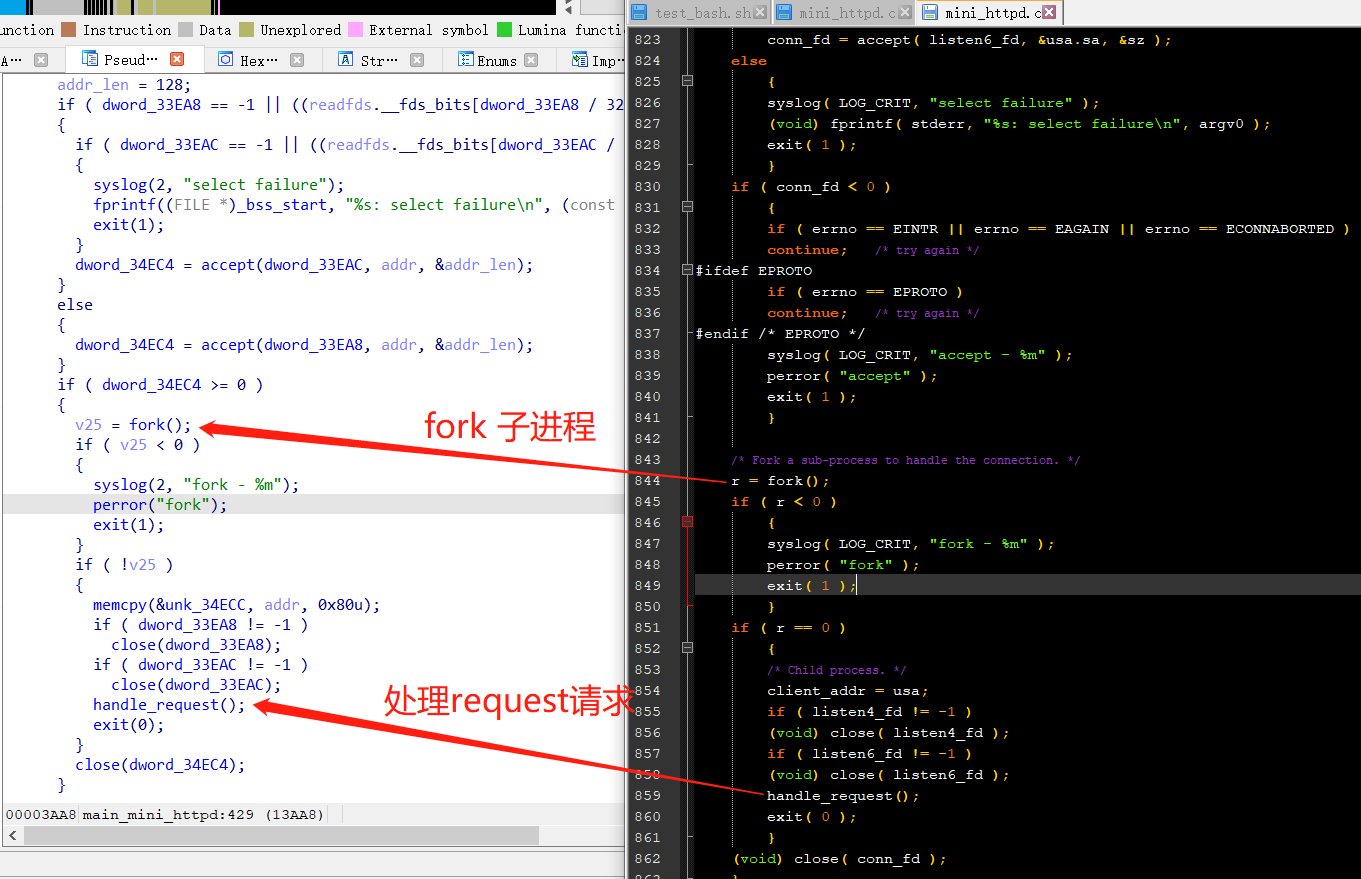 unction Instruction Data Unexplored External symbol Lumina functi
A··· Pseud··· Hex··· Str··· Enums Imp···
addr_len = 128;
if ( dword_33EA8 == -1 || ((readfds.__fds_bits[dword_33EA8 / 32
{
if ( dword_33EAC == -1 || ((readfds.__fds_bits[dword_33EAC /
{
syslog(2, "select failure");
fprintf((FILE *)_bss_start, "%s: select failure\n", (const
exit(1);
}
dword_34EC4 = accept(dword_33EAC, addr, &addr_len);
}
else
{
dword_34EC4 = accept(dword_33EA8, addr, &addr_len);
}
if ( dword_34EC4 >= 0 )
{
v25 = fork();
if ( v25 < 0 )
{
syslog(2, "fork - %m");
perror("fork");
exit(1);
}
if ( !v25 )
{
memcpy(&unk_34ECC, addr, 0x80u);
if ( dword_33EA8 != -1 )
close(dword_33EA8);
if ( dword_33EAC != -1 )
close(dword_33EAC);
handle_request();
exit(0);
}
close(dword_34EC4);
}
00003AA8 main_mini_httpd:429 (13AA8)
fork 子进程
处理request请求
test_bash.sh mini_httpd.c mini_httpd.c
823 conn_fd = accept( listen6_fd, &usa.sa, &sz );
824 else
825 {
826 syslog( LOG_CRIT, "select failure" );
827 (void) fprintf( stderr, "%s: select failure\n", argv0 );
828 exit( 1 );
829 }
830 if ( conn_fd < 0 )
831 {
832 if ( errno == EINTR || errno == EAGAIN || errno == ECONNABORTED )
833 continue; /* try again */
834 #ifdef EPROTO
835 if ( errno == EPROTO )
836 continue; /* try again */
837 #endif /* EPROTO */
838 syslog( LOG_CRIT, "accept - %m" );
839 perror( "accept" );
840 exit( 1 );
841 }
842
843 /* Fork a sub-process to handle the connection. */
844 r = fork();
845 if ( r < 0 )
846 {
847 syslog( LOG_CRIT, "fork - %m" );
848 perror( "fork" );
849 exit( 1 );
850 }
851 if ( r == 0 )
852 {
853 /* Child process. */
854 client_addr = usa;
855 if ( listen4_fd != -1 )
856 (void) close( listen4_fd );
857 if ( listen6_fd != -1 )
858 (void) close( listen6_fd );
859 handle_request();
860 exit( 0 );
861 }
862 (void) close( conn_fd );